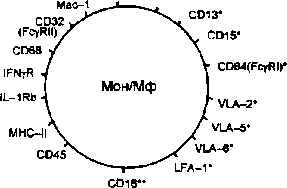 Mac-1
CD32
(FcγRII)
CD68
IFNγR
IL-1Rb
MHC-II
CD45
CD16**
LFA-1*
VLA-6*
VLA-5*
VLA-2*
CD64(FcγRI)*
CD15*
CD13*
Мон/Мф